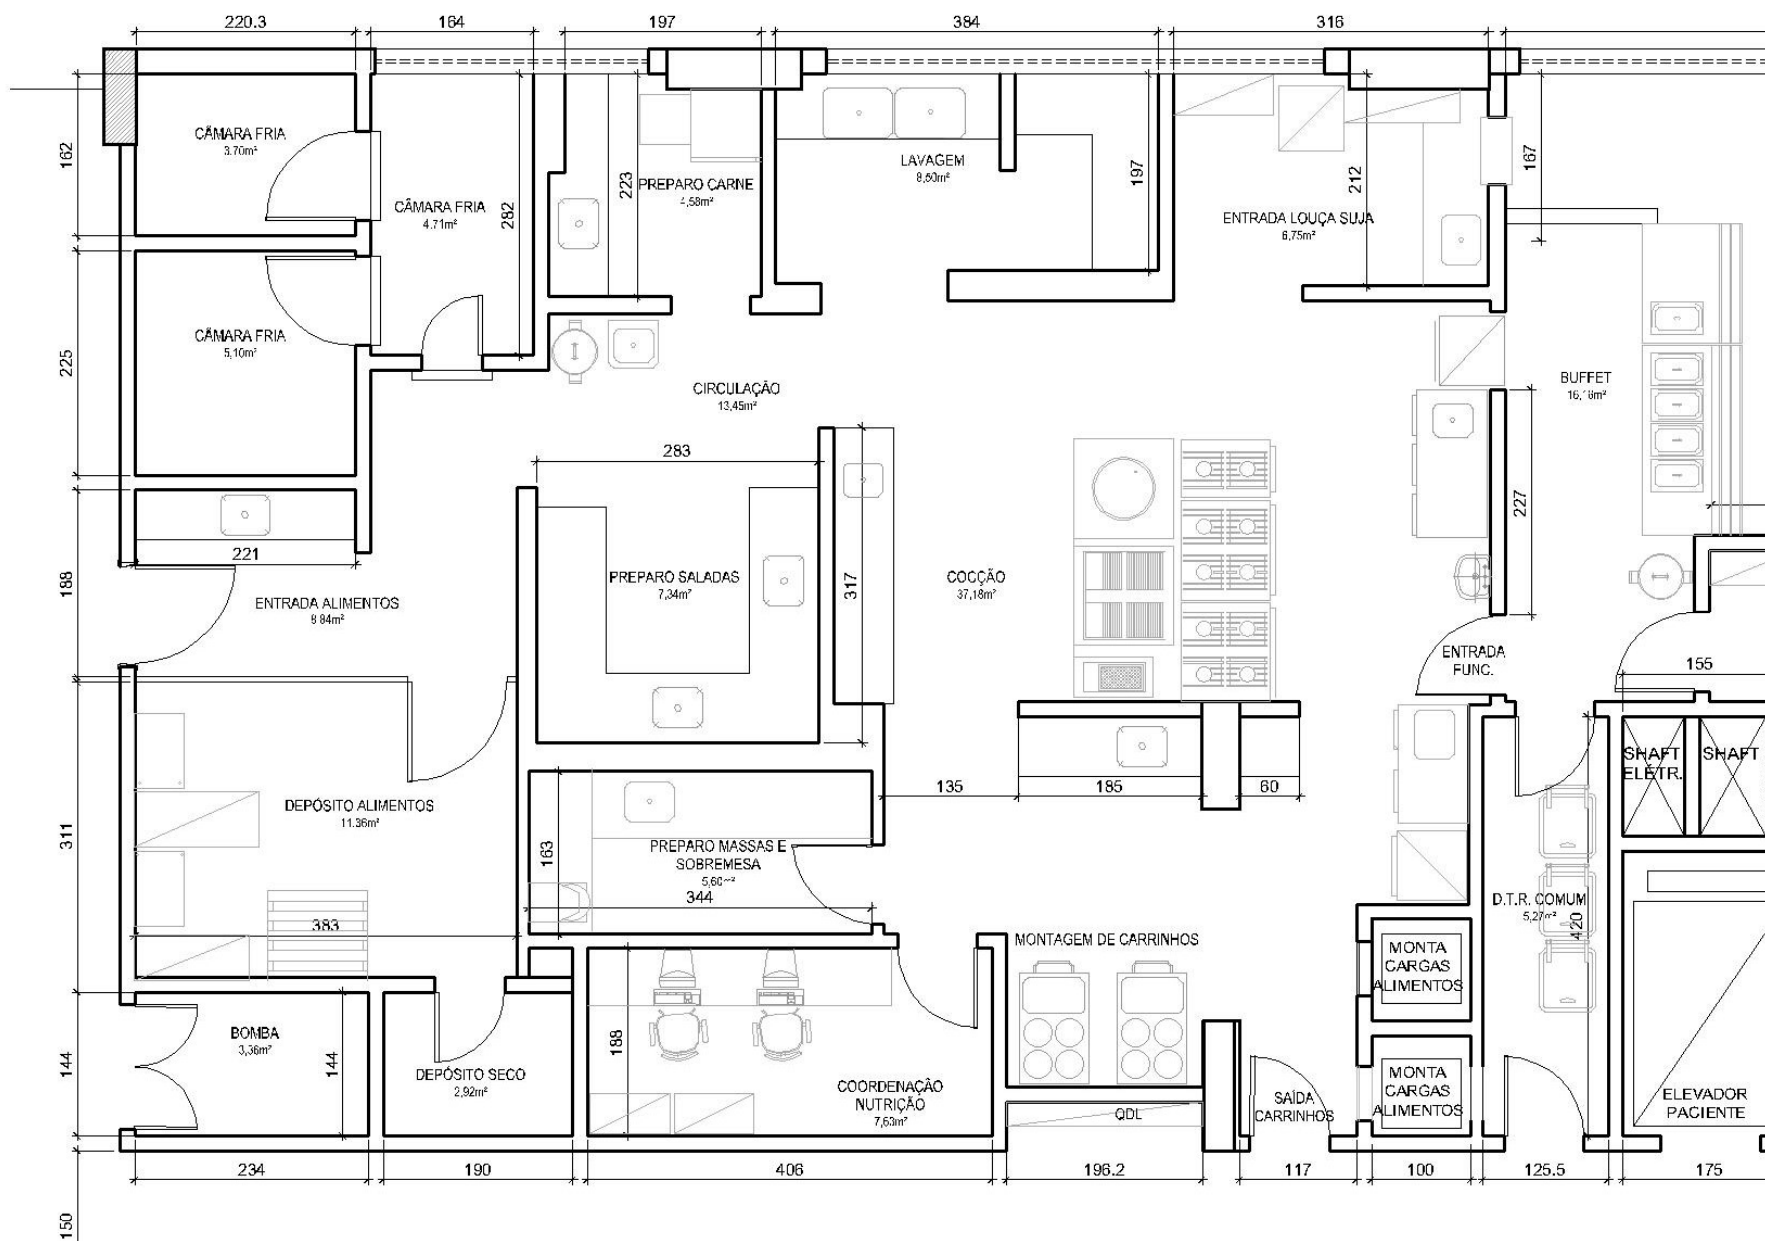 220.3
164
197
384
316
162
CÂMARA FRIA
3.70m²
CÂMARA FRIA
4.71m²
282
223
PREPARO CARNE
4,58m²
LAVAGEM
8,50m²
197
212
ENTRADA LOUÇA SUJA
6,75m²
167
225
CÂMARA FRIA
5,10m²
CIRCULAÇÃO
13,45m²
BUFFET
16,18m²
283
227
221
188
ENTRADA ALIMENTOS
8.84m²
PREPARO SALADAS
7,34m²
317
COCÇÃO
37,18m²
ENTRADA
FUNC.
155
SHAFT
ELÉTR.
SHAFT
311
DEPÓSITO ALIMENTOS
11.36m²
135
185
60
163
PREPARO MASSAS E
SOBREMESA
5,60m²
344
383
D.T.R. COMUM
5,27m²
420
MONTAGEM DE CARRINHOS
MONTA
CARGAS
ALIMENTOS
144
BOMBA
3,36m²
144
DEPÓSITO SECO
2,92m²
188
COORDENAÇÃO
NUTRIÇÃO
7,63m²
QDL
SAÍDA
CARRINHOS
MONTA
CARGAS
ALIMENTOS
ELEVADOR
PACIENTE
234
190
406
196.2
117
100
125.5
175
150